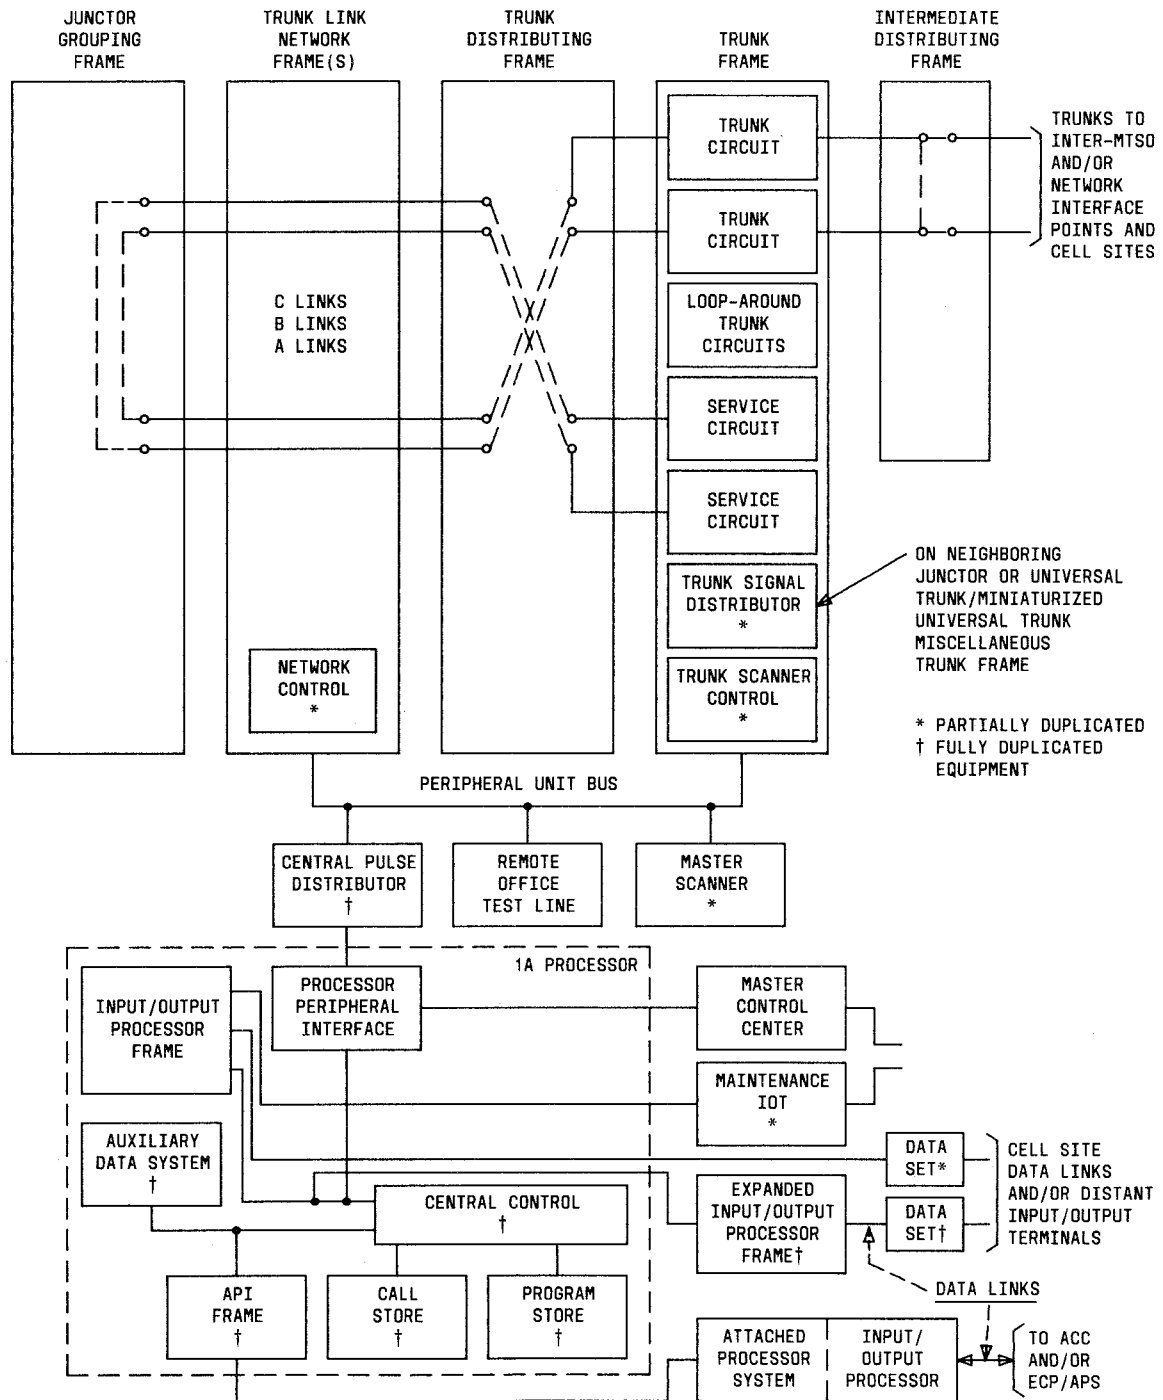 JUNCTOR
GROUPING
FRAME
TRUNK LINK
NETWORK
FRAME(S)
TRUNK
DISTRIBUTING
FRAME
TRUNK
FRAME
INTERMEDIATE
DISTRIBUTING
FRAME
TRUNK
CIRCUIT
TRUNK
CIRCUIT
LOOP-AROUND
TRUNK
CIRCUITS
SERVICE
CIRCUIT
SERVICE
CIRCUIT
TRUNK SIGNAL
DISTRIBUTOR
*
TRUNK SCANNER
CONTROL
*
TRUNKS TO
INTER-MTSO
AND/OR
NETWORK
INTERFACE
POINTS AND
CELL SITES
C LINKS
B LINKS
A LINKS
NETWORK
CONTROL
*
ON NEIGHBORING
JUNCTOR OR UNIVERSAL
TRUNK/MINIATURIZED
UNIVERSAL TRUNK
MISCELLANEOUS
TRUNK FRAME
* PARTIALLY DUPLICATED
† FULLY DUPLICATED
EQUIPMENT
PERIPHERAL UNIT BUS
CENTRAL PULSE
DISTRIBUTOR
†
REMOTE
OFFICE
TEST LINE
MASTER
SCANNER
*
1A PROCESSOR
INPUT/OUTPUT
PROCESSOR
FRAME
PROCESSOR
PERIPHERAL
INTERFACE
MASTER
CONTROL
CENTER
MAINTENANCE
IOT
*
AUXILIARY
DATA SYSTEM
†
CENTRAL CONTROL
†
EXPANDED
INPUT/OUTPUT
PROCESSOR
FRAME†
DATA
SET*
DATA
SET†
CELL SITE
DATA LINKS
AND/OR DISTANT
INPUT/OUTPUT
TERMINALS
API
FRAME
†
CALL
STORE
†
PROGRAM
STORE
†
DATA LINKS
ATTACHED
PROCESSOR
SYSTEM
INPUT/
OUTPUT
PROCESSOR
TO ACC
AND/OR
ECP/APS